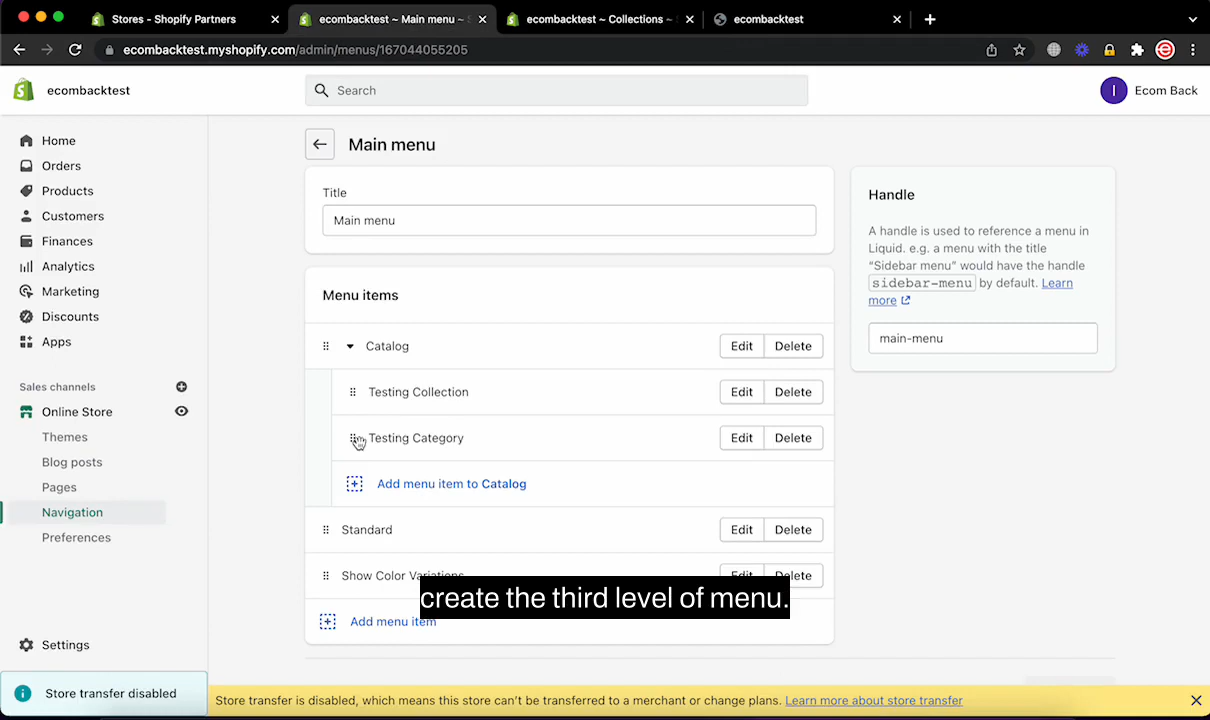 Stores - Shopify Partners
ecombacktest ~ Main menu ~ S
ecombacktest ~ Collections ~ S
ecombacktest
ecombacktest.myshopify.com/admin/menus/167044055205
ecombacktest
Search
I
Ecom Back
Home
Orders
Products
Customers
Finances
Analytics
Marketing
Discounts
Apps
Sales channels
Online Store
Themes
Blog posts
Pages
Navigation
Preferences
Settings
Store transfer disabled
Main menu
Title
Main menu
Menu items
Catalog
Edit
Delete
Testing Collection
Edit
Delete
Testing Category
Edit
Delete
Add menu item to Catalog
Standard
Edit
Delete
Show Color Variations
Edit
Delete
create the third level of menu.
Add menu item
Handle
A handle is used to reference a menu in
Liquid. e.g. a menu with the title
“Sidebar menu” would have the handle
sidebar-menu by default. Learn
more
main-menu
Store transfer is disabled, which means this store can’t be transferred to a merchant or change plans. Learn more about store transfer